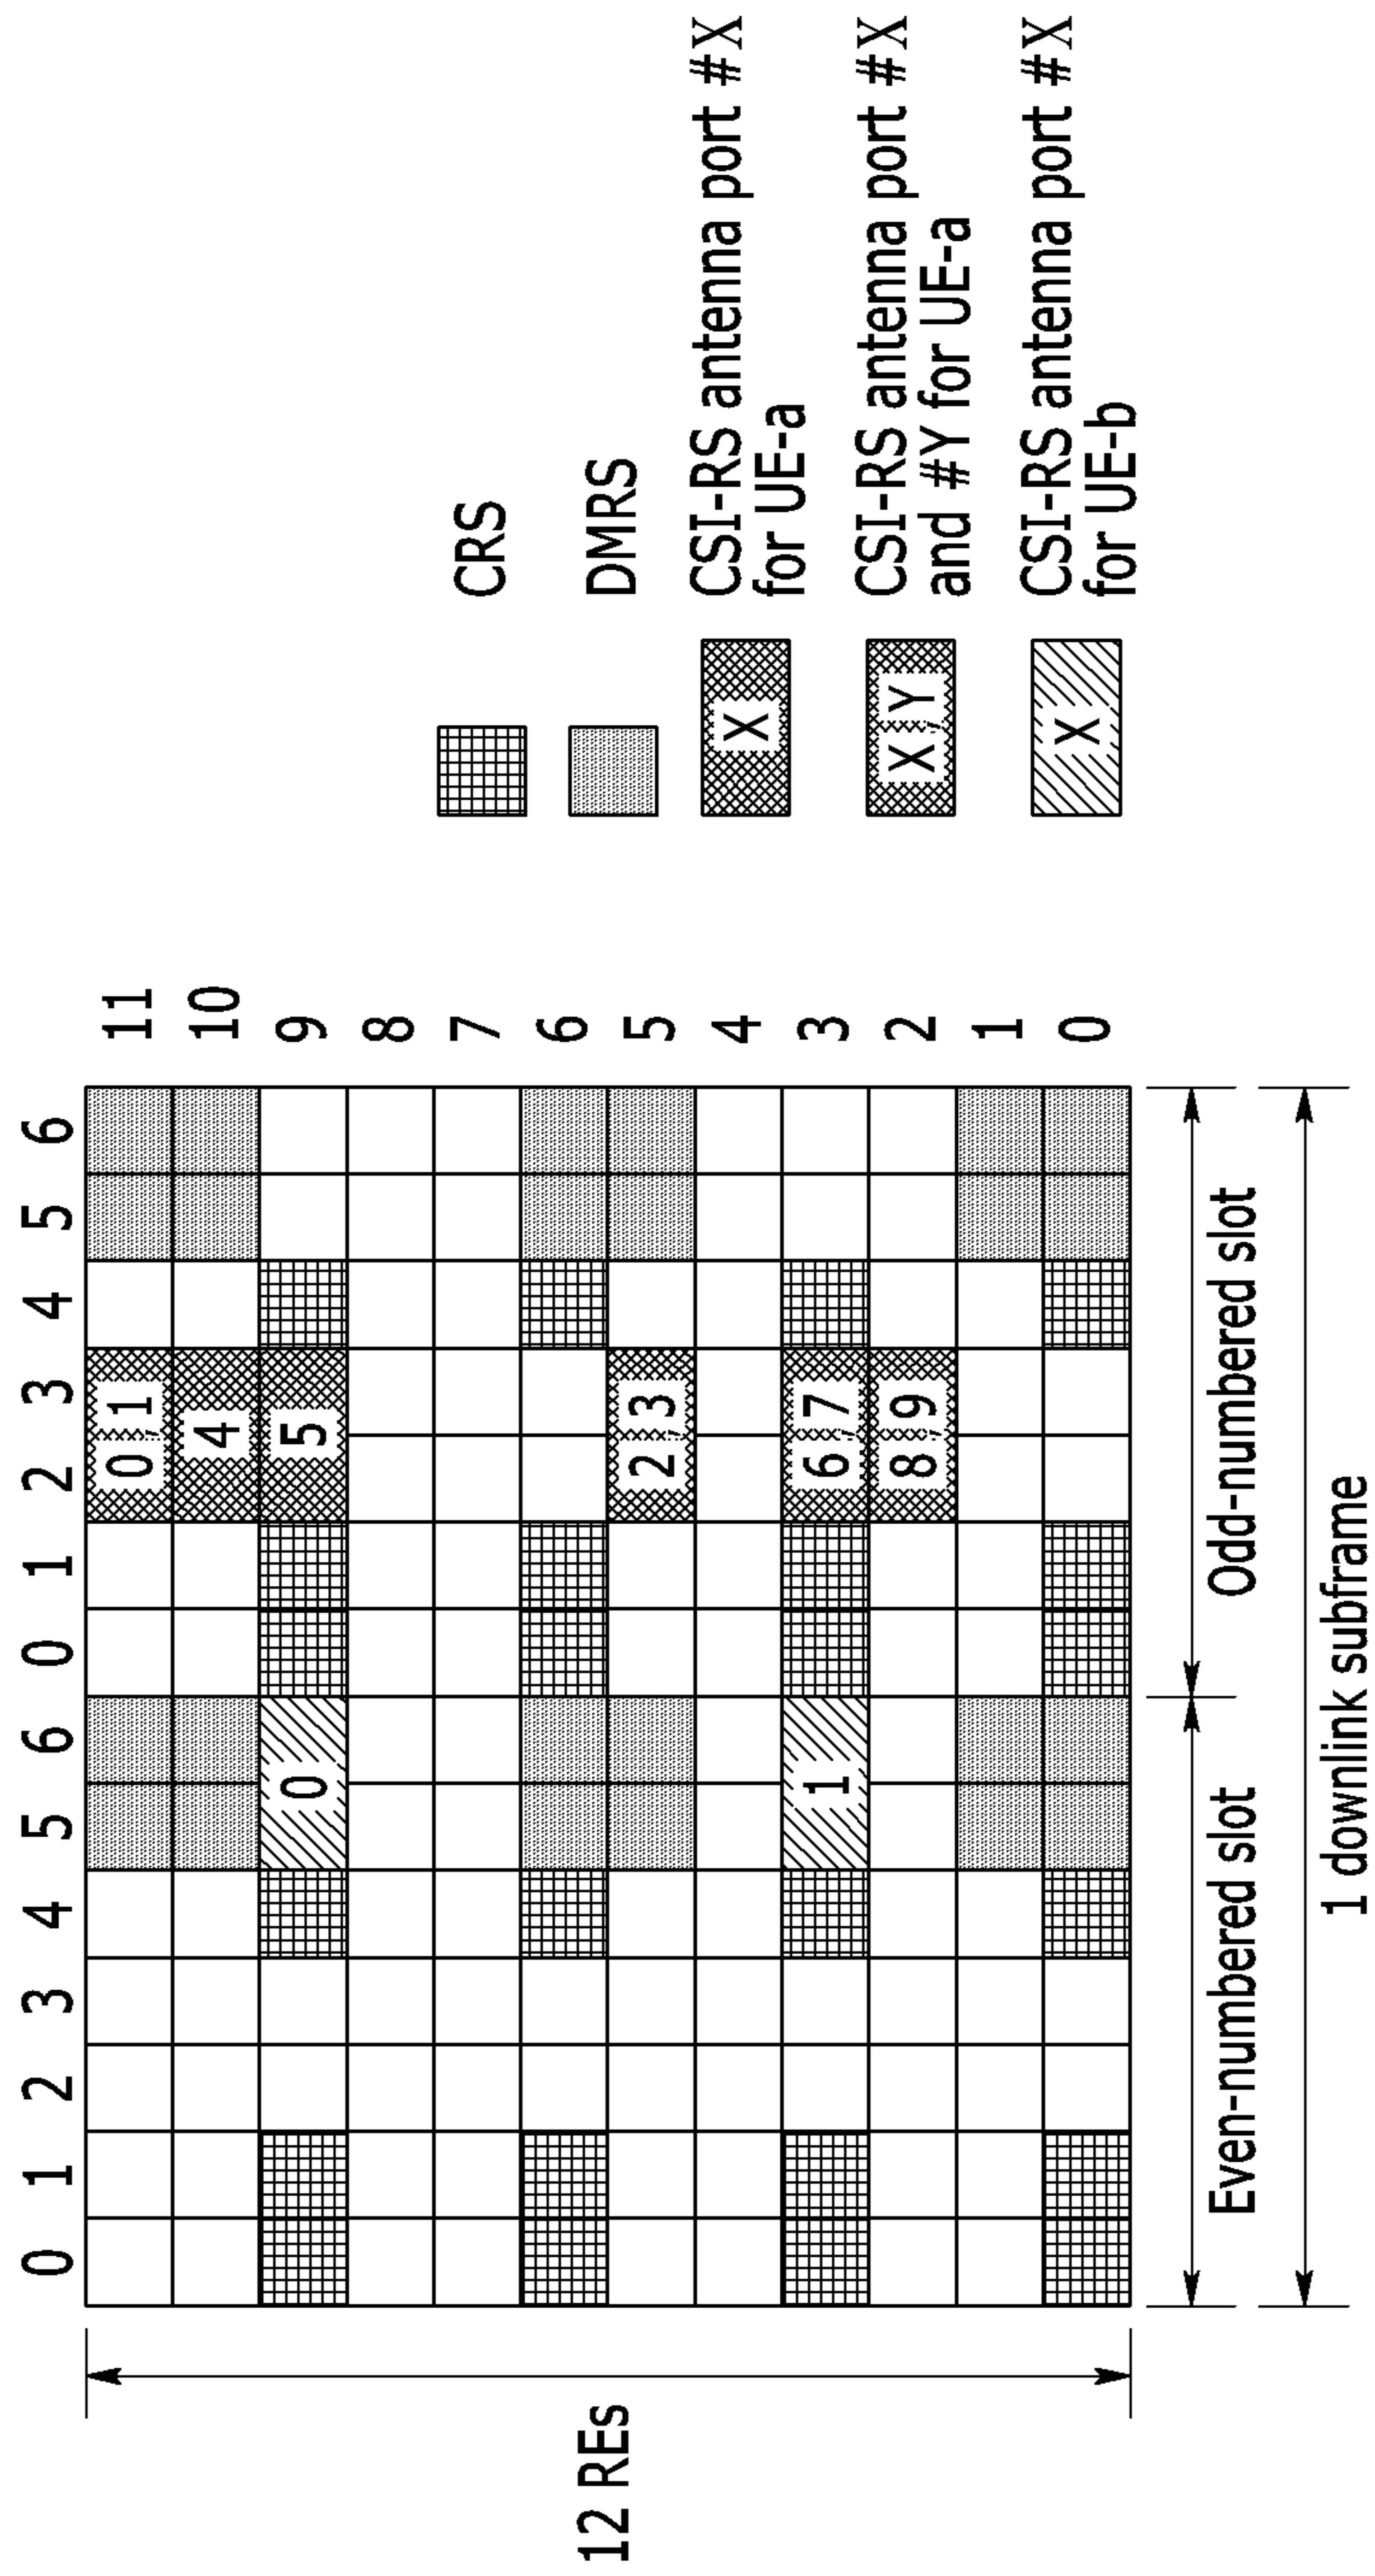 0 1 2 3 4 5 6 0 1 2 3 4 5 6
0,1 11
4 10
0 5 9
8
7
6
12 REs
2,3 5
4
1 6,7 3
8,9 2
1
0
Even-numbered slot Odd-numbered slot
1 downlink subframe
CRS
DMRS
X CSI-RS antenna port #X
for UE-a
X,Y CSI-RS antenna port #X
and #Y for UE-a
X CSI-RS antenna port #X
for UE-b